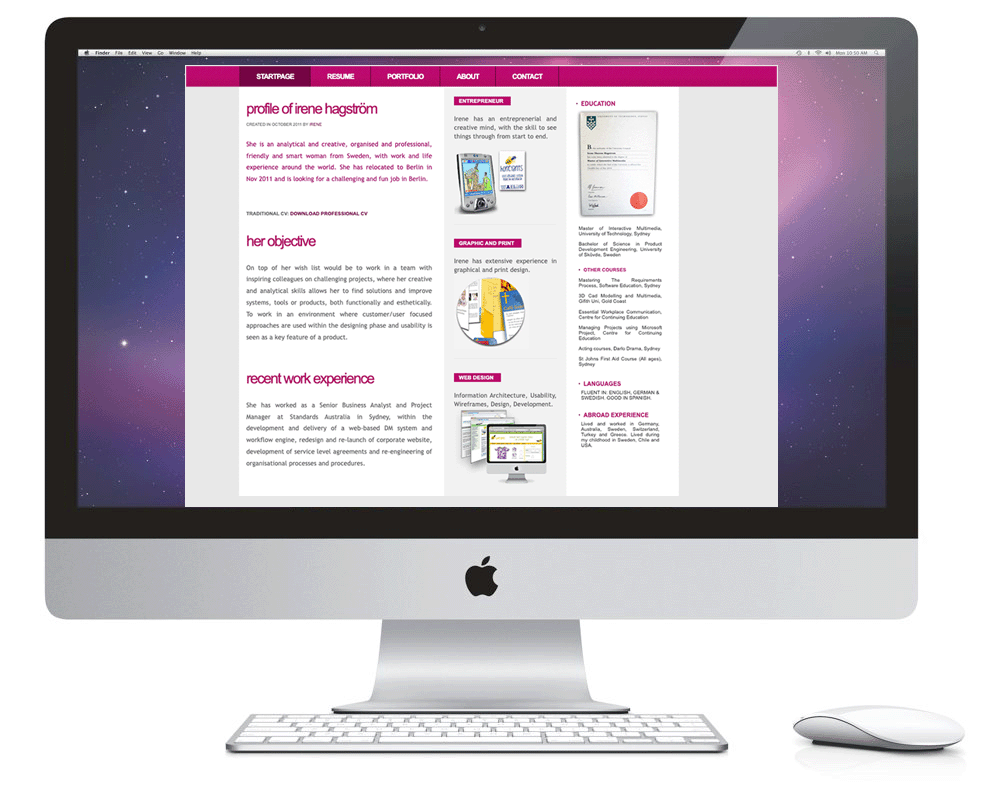 Finder File Edit View Go Window Help
Mon 10:50 AM
STARTPAGE RESUME PORTFOLIO ABOUT CONTACT
profile of irene hagström
CREATED IN OCTOBER 2011 BY IRENE
She is an analytical and creative, organised and professional,
friendly and smart woman from Sweden, with work and life
experience around the world. She has relocated to Berlin in
Nov 2011 and is looking for a challenging and fun job in Berlin.
TRADITIONAL CV: DOWNLOAD PROFESSIONAL CV
her objective
On top of her wish list would be to work in a team with
inspiring colleagues on challenging projects, where her creative
and analytical skills allows her to find solutions and improve
systems, tools or products, both functionally and esthetically.
To work in an environment where customer/user focused
approaches are used within the designing phase and usability is
seen as a key feature of a product.
recent work experience
She has worked as a Senior Business Analyst and Project
Manager at Standards Australia in Sydney, within the
development and delivery of a web-based DM system and
workflow engine, redesign and re-launch of corporate website,
development of service level agreements and re-engineering of
organisational processes and procedures.
ENTREPRENEUR
Irene has an entreprenerial and
creative mind, with the skill to see
things through from start to end.
GRAPHIC AND PRINT
Irene has extensive experience in
graphical and print design.
WEB DESIGN
Information Architecture, Usability,
Wireframes, Design, Development.
• EDUCATION
Master of Interactive Multimedia,
University of Technology, Sydney
Bachelor of Science in Product
Development Engineering, University
of Skövde, Sweden
• OTHER COURSES
Mastering The Requirements
Process, Software Education, Sydney
3D Cad Modelling and Multimedia,
Gifith Uni, Gold Coast
Essential Workplace Communication,
Centre for Continuing Education
Managing Projects using Microsoft
Project, Centre for Continuing
Education
Acting courses, Darlo Drama, Sydney
St Johns First Aid Course (All ages),
Sydney
• LANGUAGES
FLUENT IN: ENGLISH, GERMAN &
SWEDISH. GOOD IN SPANISH.
• ABROAD EXPERIENCE
Lived and worked in Germany,
Australia, Sweden, Switzerland,
Turkey and Greece. Lived during
my childhood in Sweden, Chile and
USA.